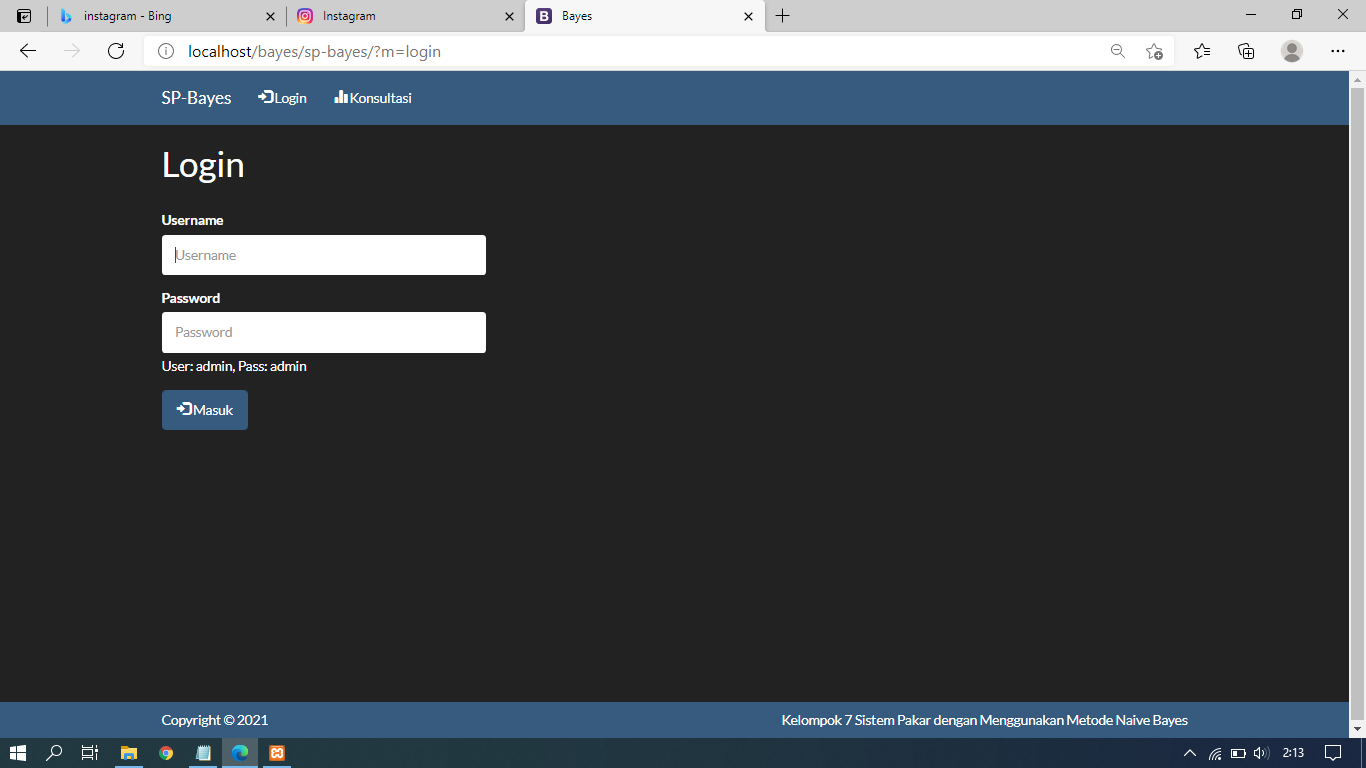 instagram - Bing
Instagram
Bayes
localhost/bayes/sp-bayes/?m=login
SP-Bayes
Login
Konsultasi
Login
Username
Username
Password
Password
User: admin, Pass: admin
Masuk
Copyright © 2021
Kelompok 7 Sistem Pakar dengan Menggunakan Metode Naive Bayes
2:13